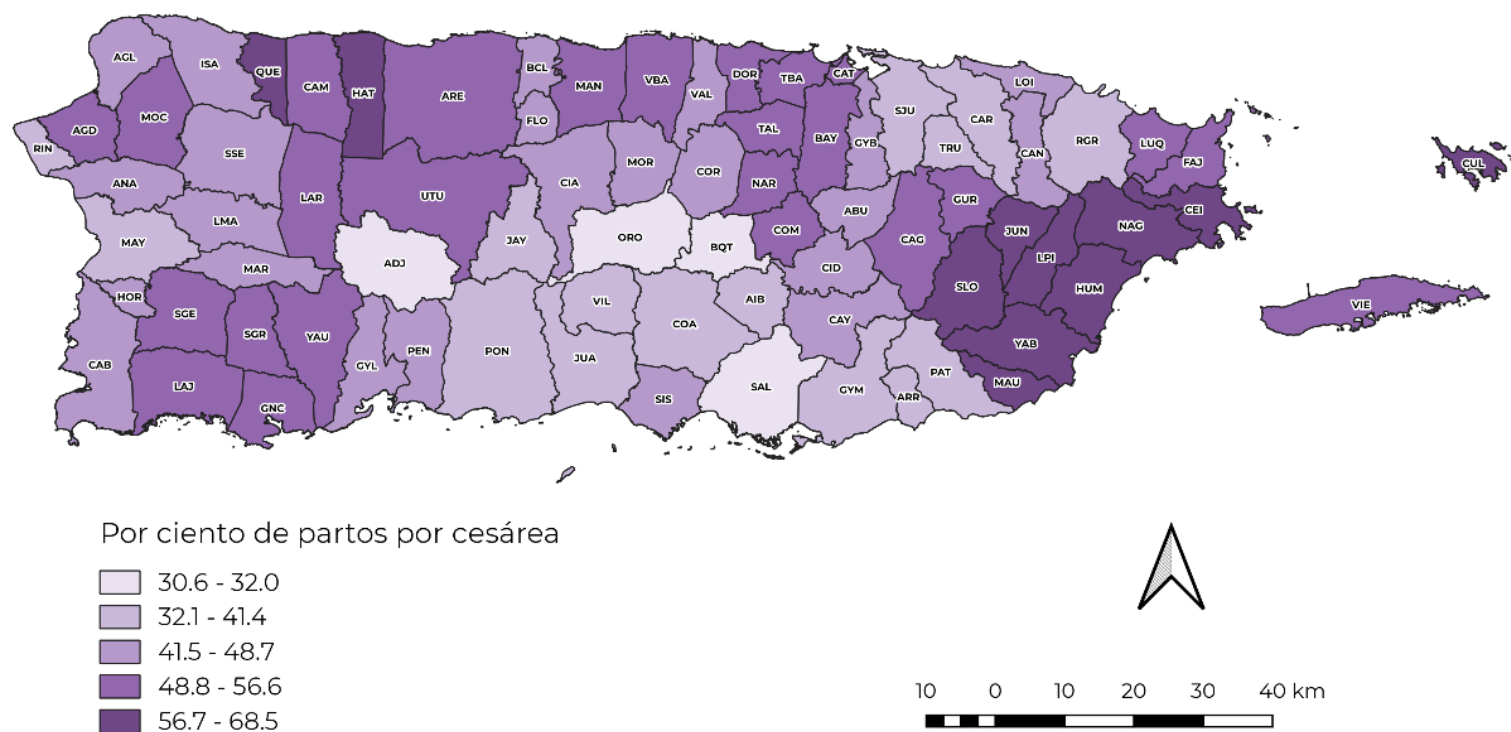 AGL
ISA
QUE
CAM
HAT
ARE
BCL
MAN
VBA
VAL
DOR
TBA
CAT
LOI
AGD
MOC
FLO
TAL
BAY
GYB
SJU
CAR
TRU
CAN
RGR
LUQ
FAJ
CUL
RIN
SSE
ANA
LAR
UTU
CIA
MOR
COR
NAR
GUR
ABU
LMA
MAY
JAY
ORO
BQT
COM
CAG
JUN
NAG
CEI
ADJ
MAR
CID
LPI
HUM
SLO
HOR
SGE
SGR
YAU
VIL
AIB
COA
CAY
VIE
YAB
CAB
GYL
PEN
PON
JUA
PAT
LAJ
GNC
SIS
SAL
GYM
ARR
MAU
Por ciento de partos por cesárea
30.6 - 32.0
32.1 - 41.4
41.5 - 48.7
48.8 - 56.6
56.7 - 68.5
10 0 10 20 30 40 km